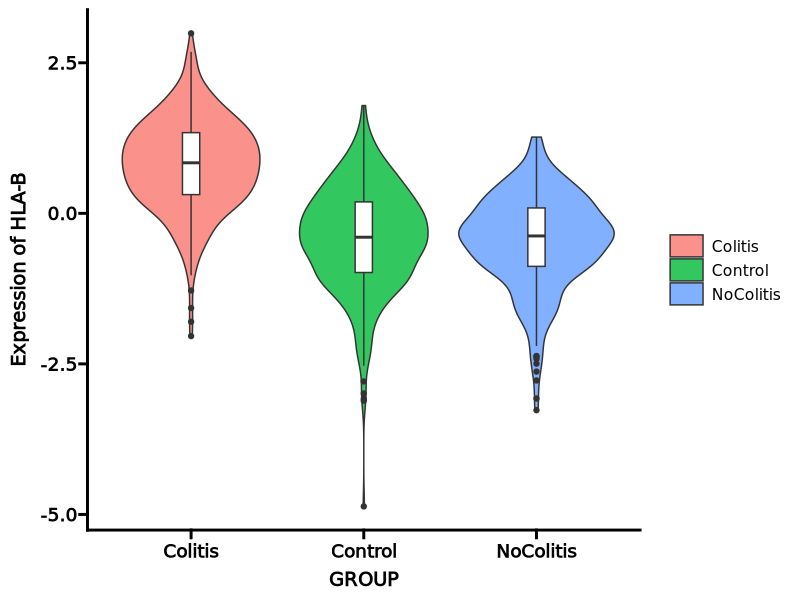 Expression of HLA-B
2.5
0.0
-2.5
-5.0
Colitis
Control
NoColitis
GROUP
Colitis
Control
NoColitis